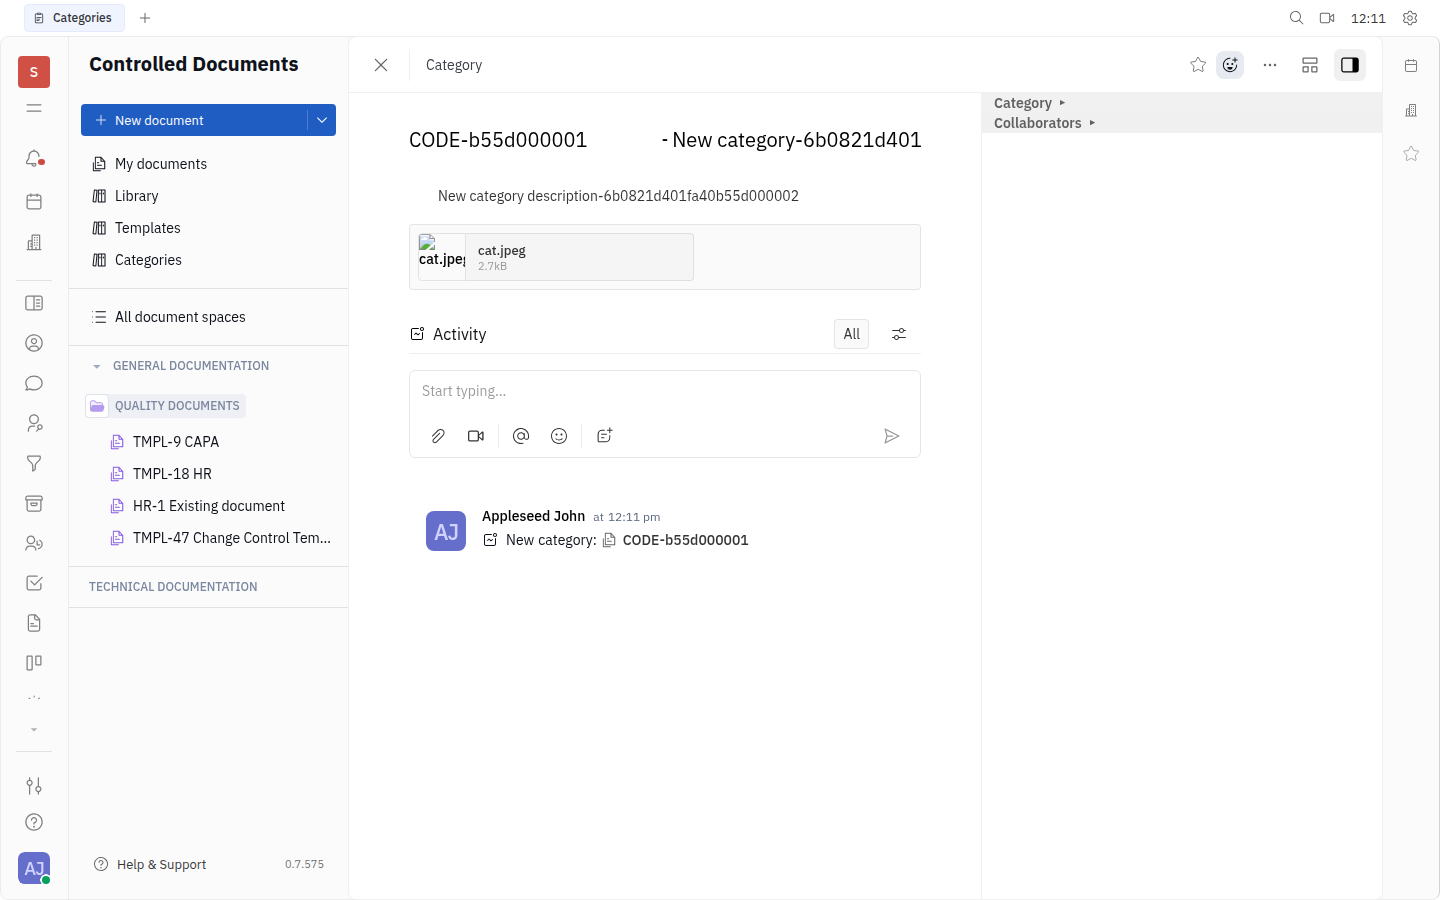 Categories
12:11
S
Controlled Documents
New document
My documents
Library
Templates
Categories
All document spaces
GENERAL DOCUMENTATION
QUALITY DOCUMENTS
TMPL-9 CAPA
TMPL-18 HR
HR-1 Existing document
TMPL-47 Change Control Tem...
TECHNICAL DOCUMENTATION
Help & Support
0.7.575
AJ
Category
CODE-b55d000001 - New category-6b0821d401
New category description-6b0821d401fa40b55d000002
cat.jpeg
cat.jpeg
2.7kB
Activity
All
Start typing...
AJ
Appleseed John at 12:11 pm
New category: CODE-b55d000001
Category
Collaborators